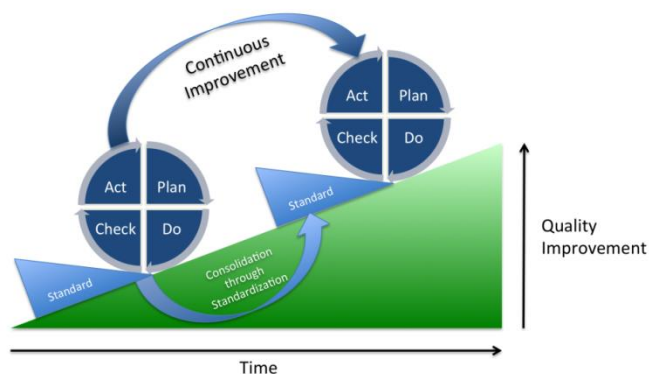 Continuous
Improvement
Act
Plan
Check
Do
Act
Plan
Check
Do
Standard
Standard
Consolidation
through
Standardization
Quality
Improvement
Time